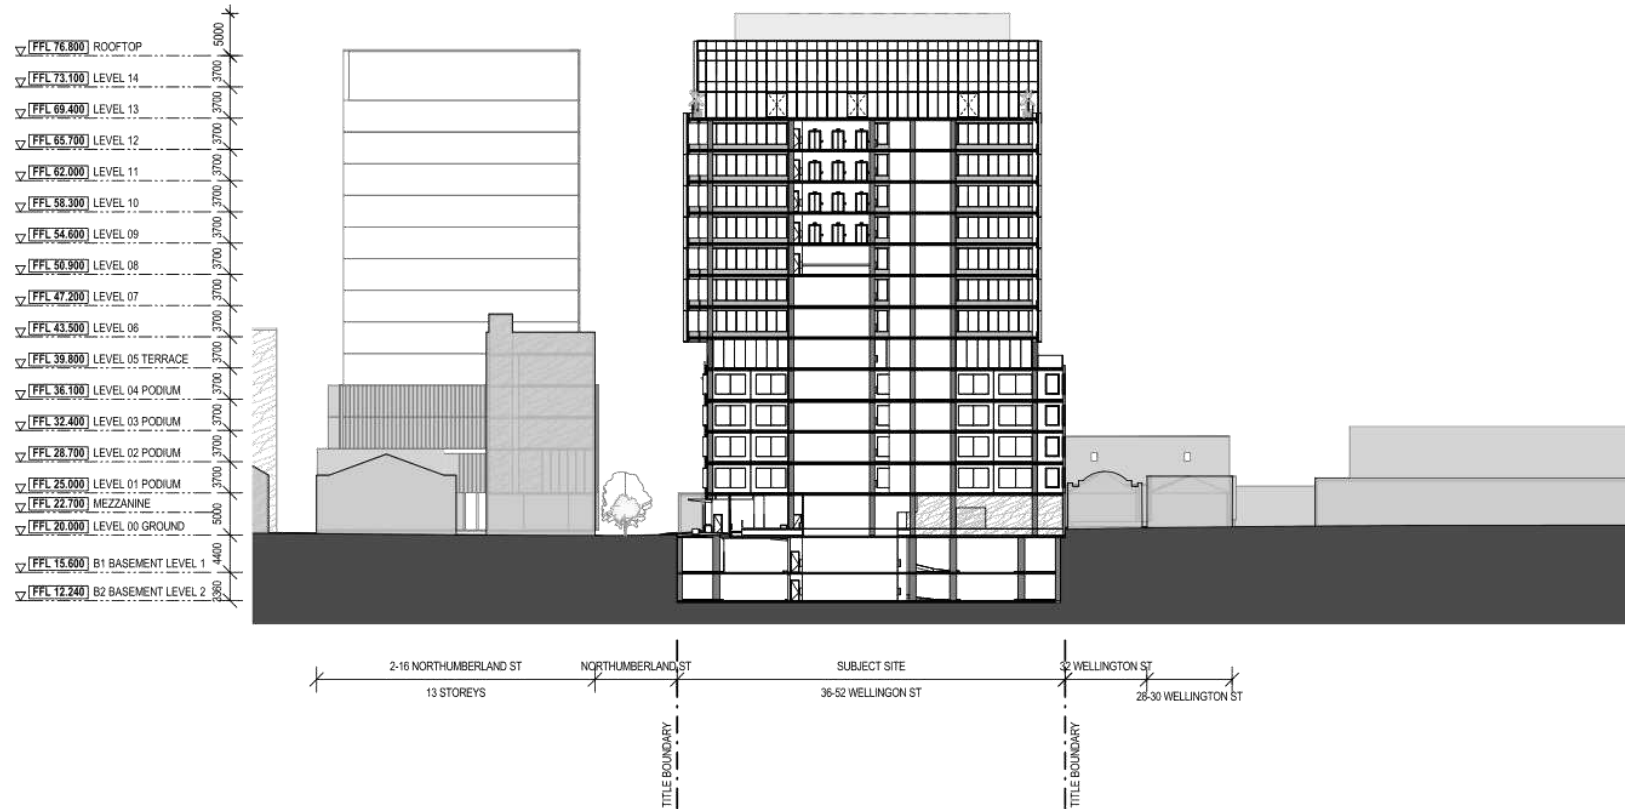 5000
FFL 76.800 ROOFTOP
3700
FFL 73.100 LEVEL 14
3700
FFL 69.400 LEVEL 13
3700
FFL 65.700 LEVEL 12
3700
FFL 62.000 LEVEL 11
3700
FFL 58.300 LEVEL 10
3700
FFL 54.600 LEVEL 09
3700
FFL 50.900 LEVEL 08
3700
FFL 47.200 LEVEL 07
3700
FFL 43.500 LEVEL 06
3700
FFL 39.800 LEVEL 05 TERRACE
3700
FFL 36.100 LEVEL 04 PODIUM
3700
FFL 32.400 LEVEL 03 PODIUM
3700
FFL 28.700 LEVEL 02 PODIUM
3700
FFL 25.000 LEVEL 01 PODIUM
FFL 22.700 MEZZANINE
5000
FFL 20.000 LEVEL 00 GROUND
4400
FFL 15.600 B1 BASEMENT LEVEL 1
3360
FFL 12.240 B2 BASEMENT LEVEL 2
2-16 NORTHUMBERLAND ST
13 STOREYS
NORTHUMBERLAND ST
SUBJECT SITE
36-52 WELLINGON ST
32 WELLINGTON ST
28-30 WELLINGTON ST
TITLE BOUNDARY
TITLE BOUNDARY